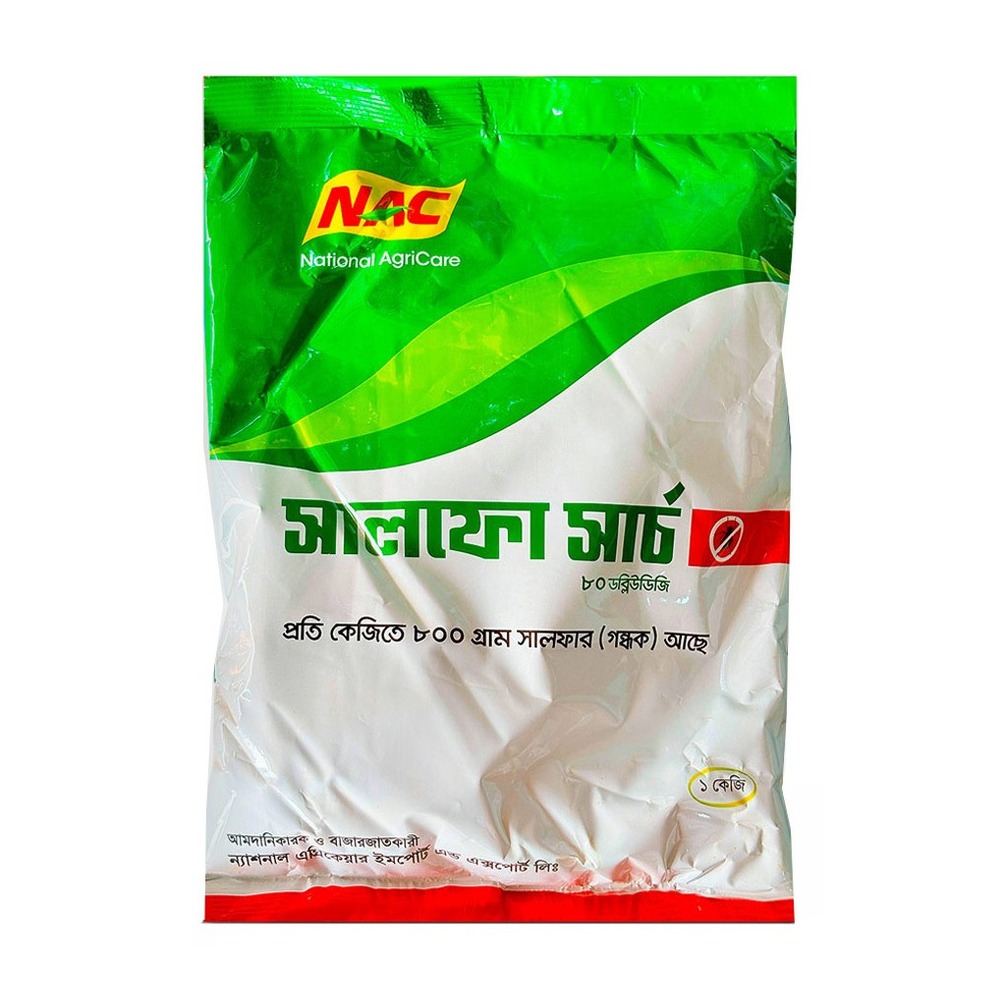 NAC
National AgriCare
সালফো সার্চ
৮০ ডব্লিউডিজি
প্রতি কেজিতে ৮০০ গ্রাম সালফার (গন্ধক) আছে
১ কেজি
আমদানিকারক ও বাজারজাতকারী
ন্যাশনাল এগ্রিকেয়ার ইমপোর্ট এন্ড এক্সপোর্ট লিঃ